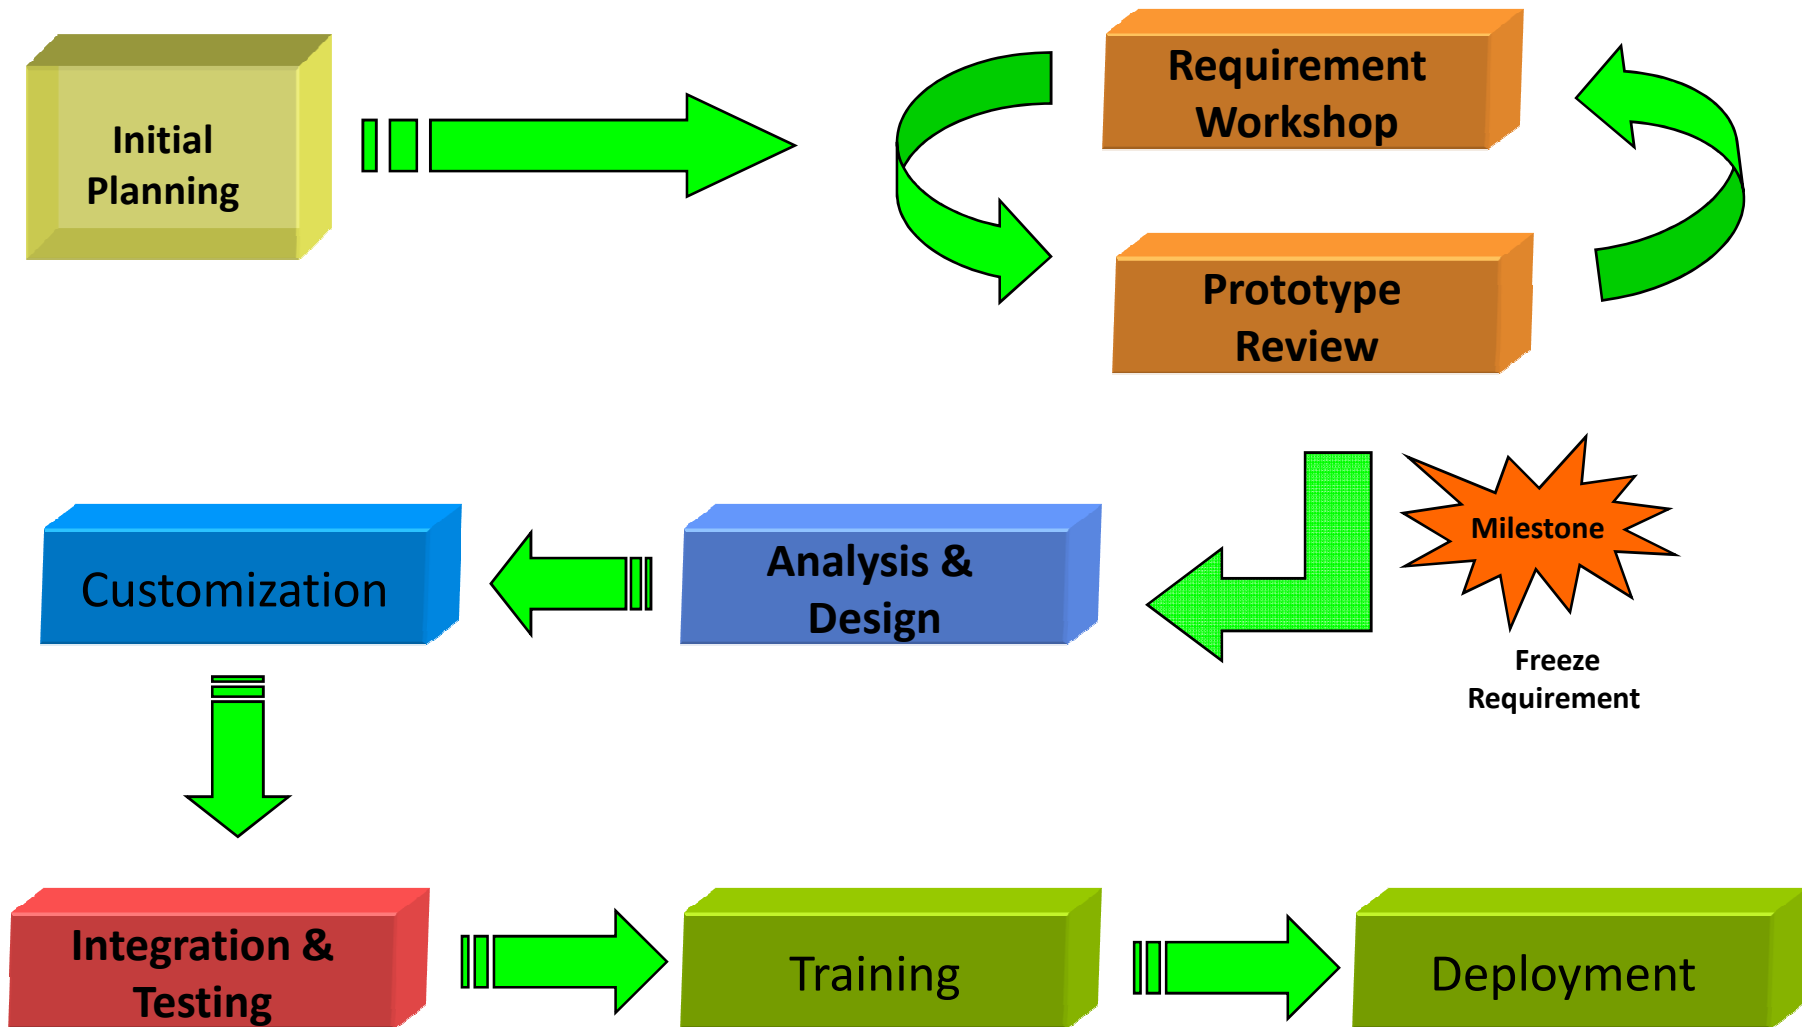 Initial
Planning
Requirement
Workshop
Prototype
Review
Milestone
Freeze
Requirement
Analysis &
Design
Customization
Integration &
Testing
Training
Deployment